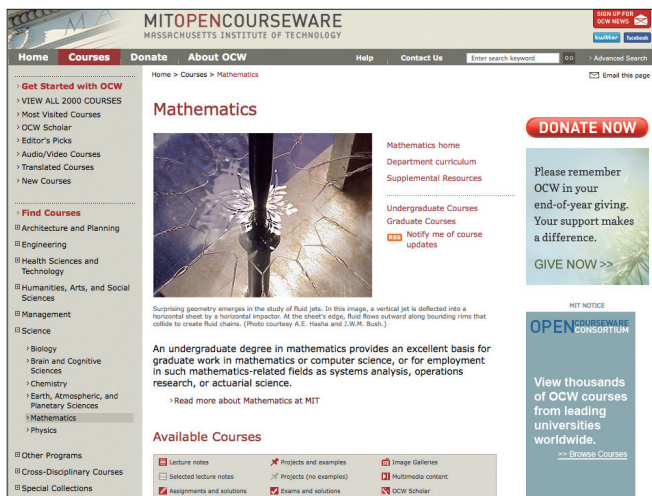 MITOPENCOURSEWARE
MASSACHUSETTS INSTITUTE OF TECHNOLOGY
SIGN UP FOR
OCW NEWS
twitter
facebook
Home
Courses
Donate
About OCW
Help
Contact Us
Enter search keyword
GO
› Advanced Search
Home > Courses > Mathematics
Email this page
› Get Started with OCW
› VIEW ALL 2000 COURSES
› Most Visited Courses
› OCW Scholar
› Editor's Picks
› Audio/Video Courses
› Translated Courses
› New Courses
› Find Courses
Architecture and Planning
Engineering
Health Sciences and
Technology
Humanities, Arts, and Social
Sciences
Management
Science
› Biology
› Brain and Cognitive
Sciences
› Chemistry
› Earth, Atmospheric, and
Planetary Sciences
› Mathematics
› Physics
Other Programs
Cross-Disciplinary Courses
Special Collections
Mathematics
Mathematics home
Department curriculum
Supplemental Resources
Undergraduate Courses
Graduate Courses
RSS Notify me of course
updates
Surprising geometry emerges in the study of fluid jets. In this image, a vertical jet is deflected into a
horizontal sheet by a horizontal impactor. At the sheet's edge, fluid flows outward along bounding rims that
collide to create fluid chains. (Photo courtesy A.E. Hasha and J.W.M. Bush.)
An undergraduate degree in mathematics provides an excellent basis for
graduate work in mathematics or computer science, or for employment
in such mathematics-related fields as systems analysis, operations
research, or actuarial science.
› Read more about Mathematics at MIT
Available Courses
Lecture notes
Projects and examples
Image Galleries
Selected lecture notes
Projects (no examples)
Multimedia content
Assignments and solutions
Exams and solutions
OCW Scholar
DONATE NOW
Please remember
OCW in your
end-of-year giving.
Your support makes
a difference.
GIVE NOW >>
MIT NOTICE
OPENCOURSEWARE
CONSORTIUM
View thousands
of OCW courses
from leading
universities
worldwide.
>> Browse Courses